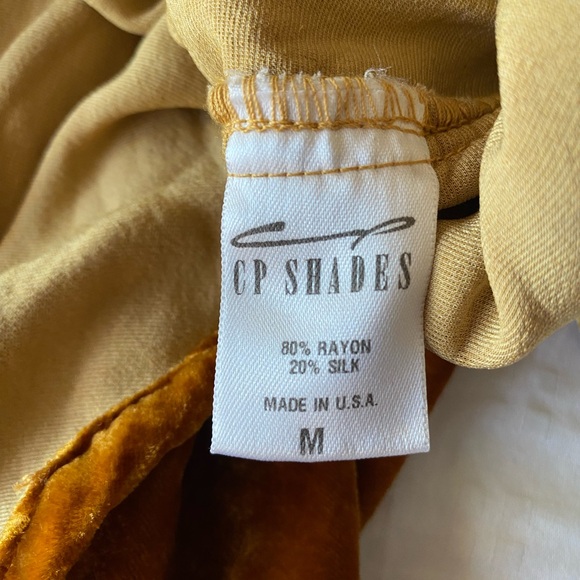 CP SHADES
80% RAYON
20% SILK
MADE IN U.S.A.
M